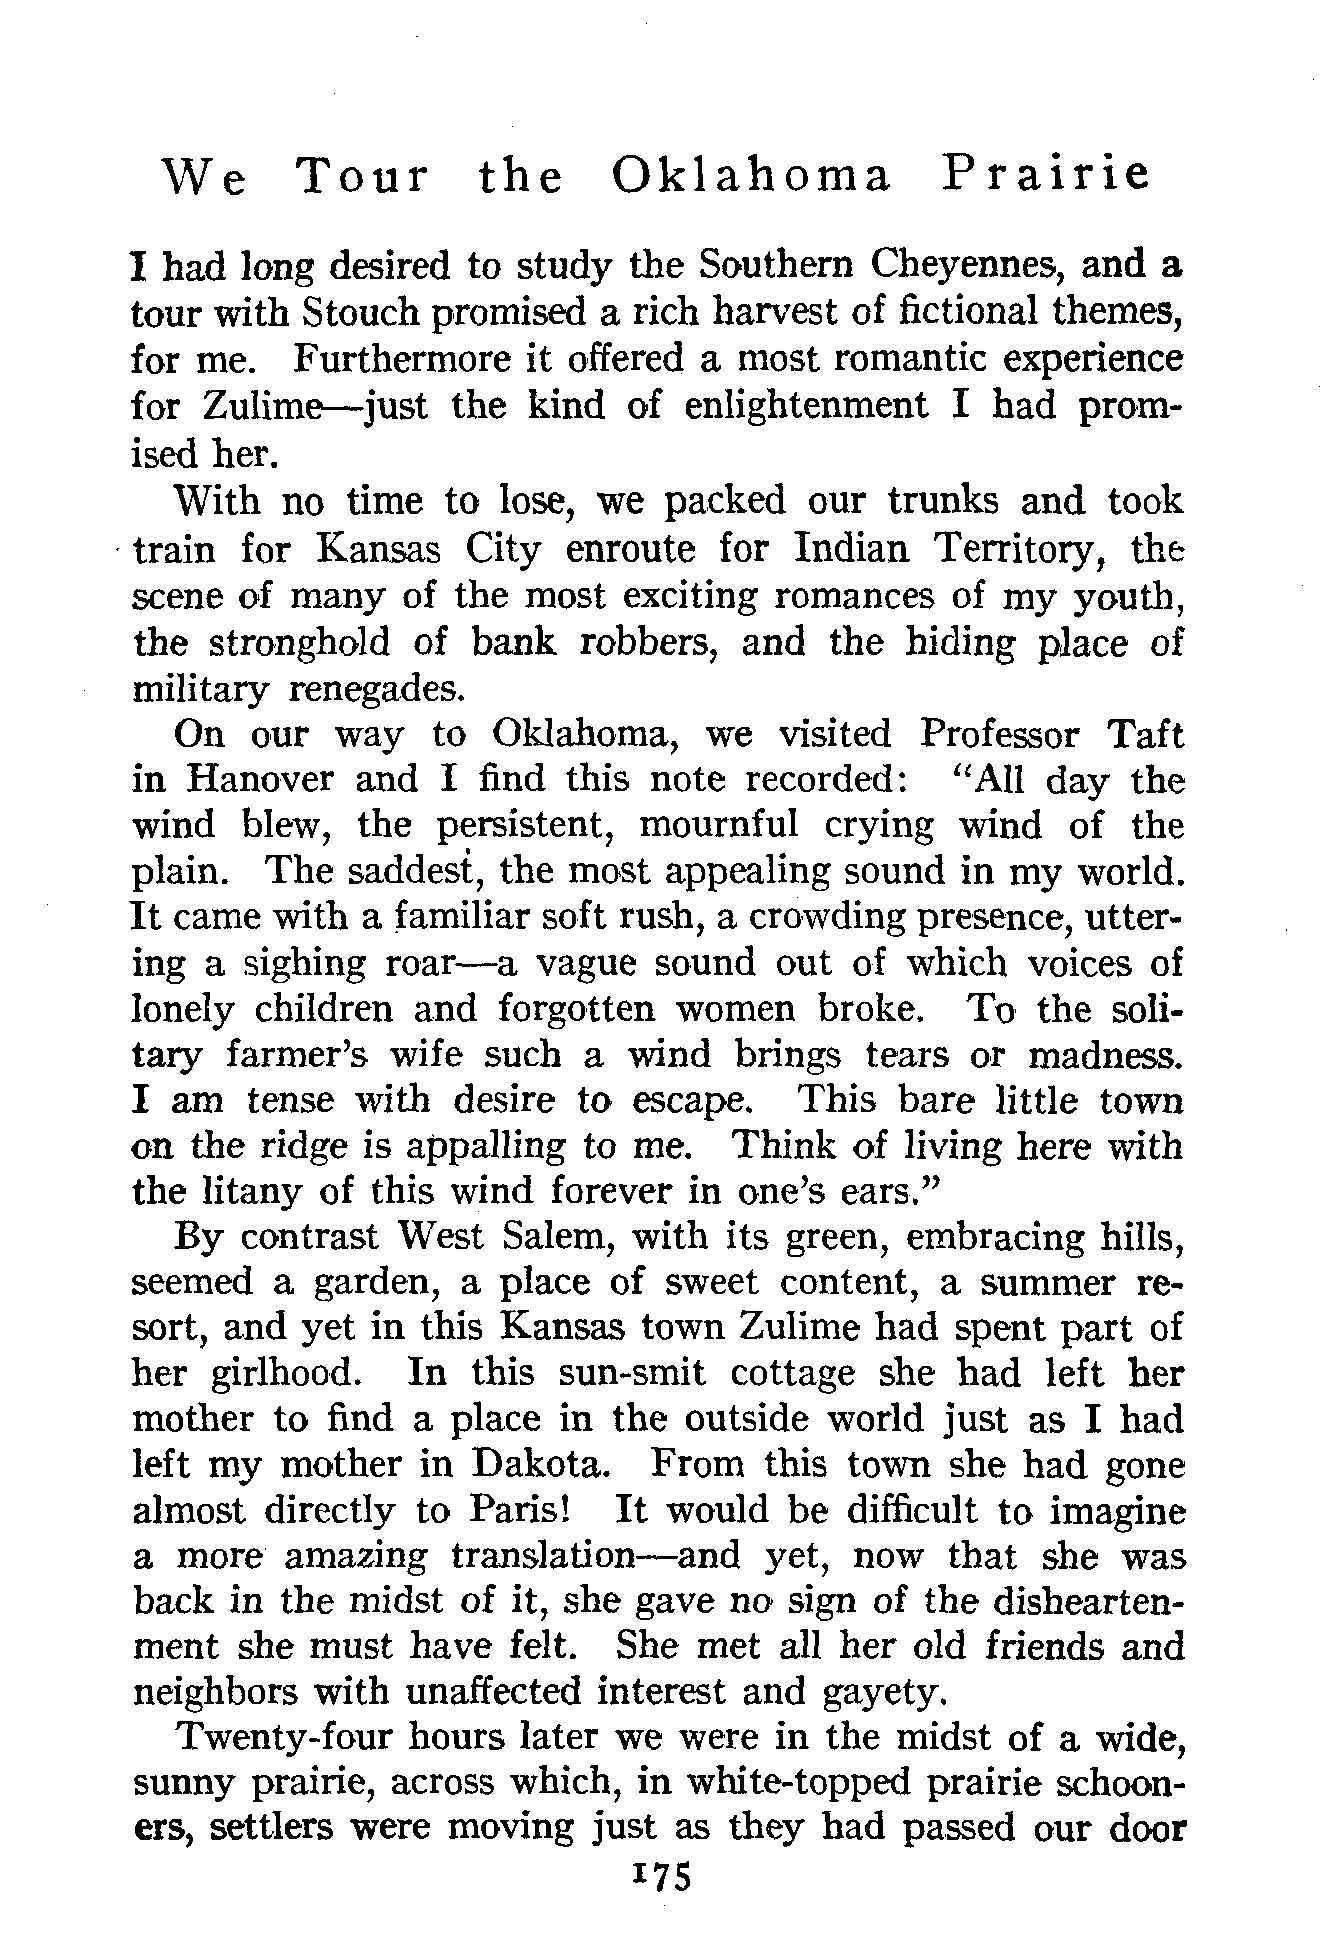 We Tour the Oklahoma Prairie
I had long desired to study the Southern Cheyennes, and a
tour with Stouch promised a rich harvest of fictional themes,
for me. Furthermore it offered a most romantic experience
for Zulime—just the kind of enlightenment I had prom-
ised her.
With no time to lose, we packed our trunks and took
train for Kansas City enroute for Indian Territory, the
scene of many of the most exciting romances of my youth,
the stronghold of bank robbers, and the hiding place of
military renegades.
On our way to Oklahoma, we visited Professor Taft
in Hanover and I find this note recorded: “All day the
wind blew, the persistent, mournful crying wind of the
plain. The saddest, the most appealing sound in my world.
It came with a familiar soft rush, a crowding presence, utter-
ing a sighing roar—a vague sound out of which voices of
lonely children and forgotten women broke. To the soli-
tary farmer’s wife such a wind brings tears or madness.
I am tense with desire to escape. This bare little town
on the ridge is appalling to me. Think of living here with
the litany of this wind forever in one’s ears.”
By contrast West Salem, with its green, embracing hills,
seemed a garden, a place of sweet content, a summer re-
sort, and yet in this Kansas town Zulime had spent part of
her girlhood. In this sun-smit cottage she had left her
mother to find a place in the outside world just as I had
left my mother in Dakota. From this town she had gone
almost directly to Paris! It would be difficult to imagine
a more amazing translation—and yet, now that she was
back in the midst of it, she gave no sign of the dishearten-
ment she must have felt. She met all her old friends and
neighbors with unaffected interest and gayety.
Twenty-four hours later we were in the midst of a wide,
sunny prairie, across which, in white-topped prairie schoon-
ers, settlers were moving just as they had passed our door
175